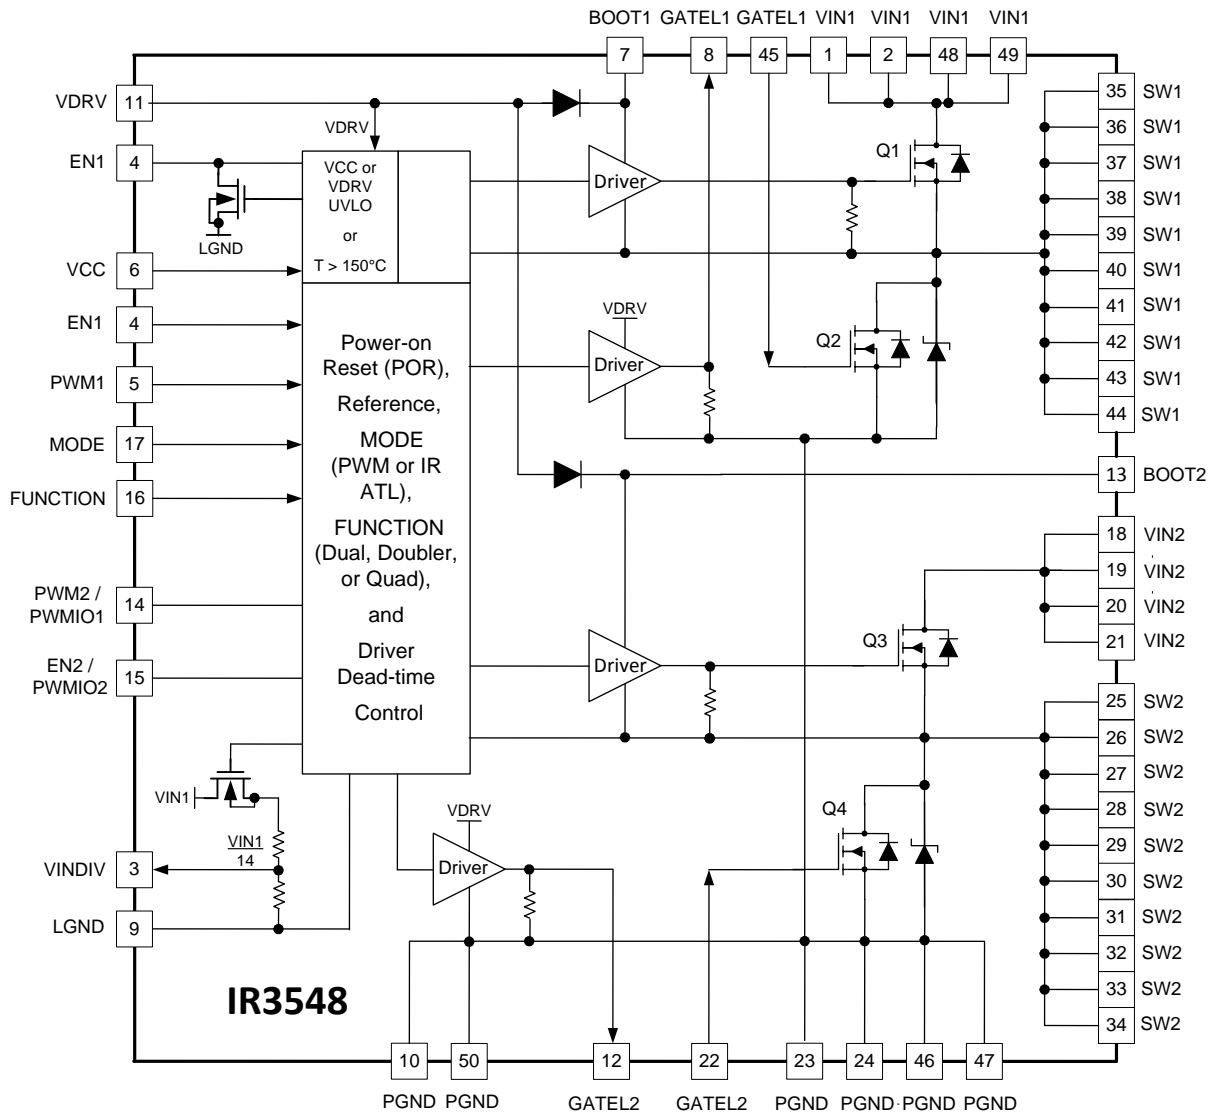 BOOT1 GATEL1 GATEL1 VIN1 VIN1 VIN1 VIN1
7 8 45 1 2 48 49
VDRV 11
VDRV
EN1 4
LGND
VCC 6
EN1 4
PWM1 5
MODE 17
FUNCTION 16
PWM2 /
PWMIO1
14
EN2 /
PWMIO2
15
VIN1
VIN1
14
VINDIV 3
LGND 9
VCC or
VDRV
UVLO
or
T > 150°C
Power-on
Reset (POR),
Reference,
MODE
(PWM or IR
ATL),
FUNCTION
(Dual, Doubler,
or Quad),
and
Driver
Dead-time
Control
Driver
Q1
VDRV
Driver
Q2
Driver
Q3
VDRV
Driver
Q4
35 SW1
36 SW1
37 SW1
38 SW1
39 SW1
40 SW1
41 SW1
42 SW1
43 SW1
44 SW1
13 BOOT2
18 VIN2
19 VIN2
20 VIN2
21 VIN2
25 SW2
26 SW2
27 SW2
28 SW2
29 SW2
30 SW2
31 SW2
32 SW2
33 SW2
34 SW2
IR3548
10 50 12 22 23 24 46 47
PGND PGND GATEL2 GATEL2 PGND PGND PGND PGND